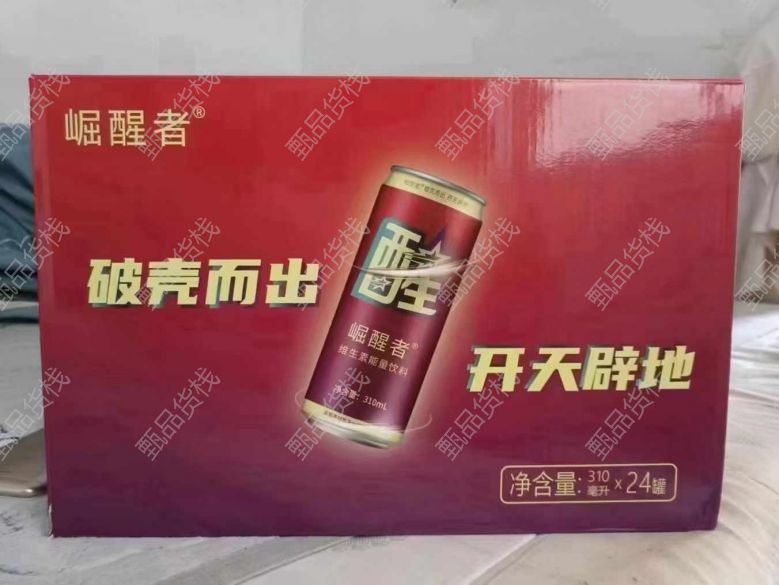 崛醒者®
破壳而出
醒
崛醒者®
维生素能量饮料
净含量：310mL
开天辟地
净含量:310毫升×24罐
甄品货栈